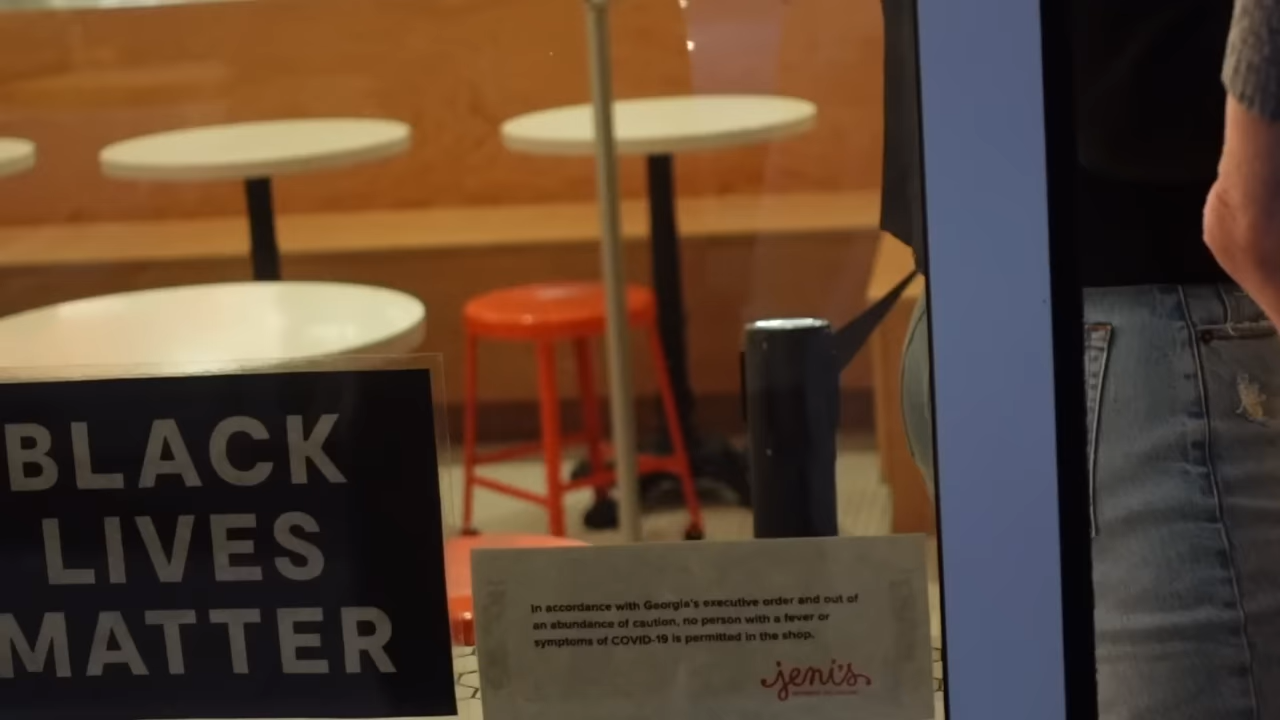 BLACK
LIVES
MATTER
In accordance with Georgia's executive order and out of
an abundance of caution, no person with a fever or
symptoms of COVID-19 is permitted in the shop.
jeni's